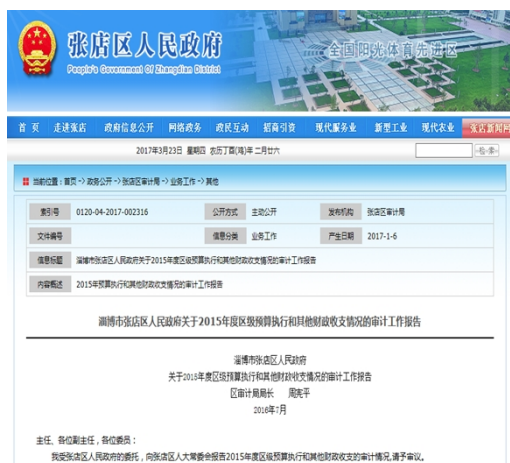 张店区人民政府
People's Government Of Zhangdian District
全国阳光体育先进区
首 页 走进张店 政府信息公开 网络政务 政民互动 招商引资 现代服务业 新型工业 现代农业 张店新闻网
2017年3月23日 星期四 农历丁酉(鸡)年 二月廿六
-检·索-
当前位置：首页 -> 政务公开 -> 张店区审计局 -> 业务工作 -> 其他
索引号 0120-04-2017-002316 公开方式 主动公开 发布机构 张店区审计局
文件编号 信息分类 业务工作 产生日期 2017-1-6
信息标题 淄博市张店区人民政府关于2015年度区级预算执行和其他财政收支情况的审计工作报告
内容概述 2015年预算执行和其他财政收支情况的审计工作报告
淄博市张店区人民政府关于2015年度区级预算执行和其他财政收支情况的审计工作报告
淄博市张店区人民政府
关于2015年度区级预算执行和其他财政收支情况的审计工作报告
区审计局局长 周宪平
2016年7月
主任、各位副主任，各位委员：
我受张店区人民政府的委托，向张店区人大常委会报告2015年度区级预算执行和其他财政收支的审计情况,请予审议。